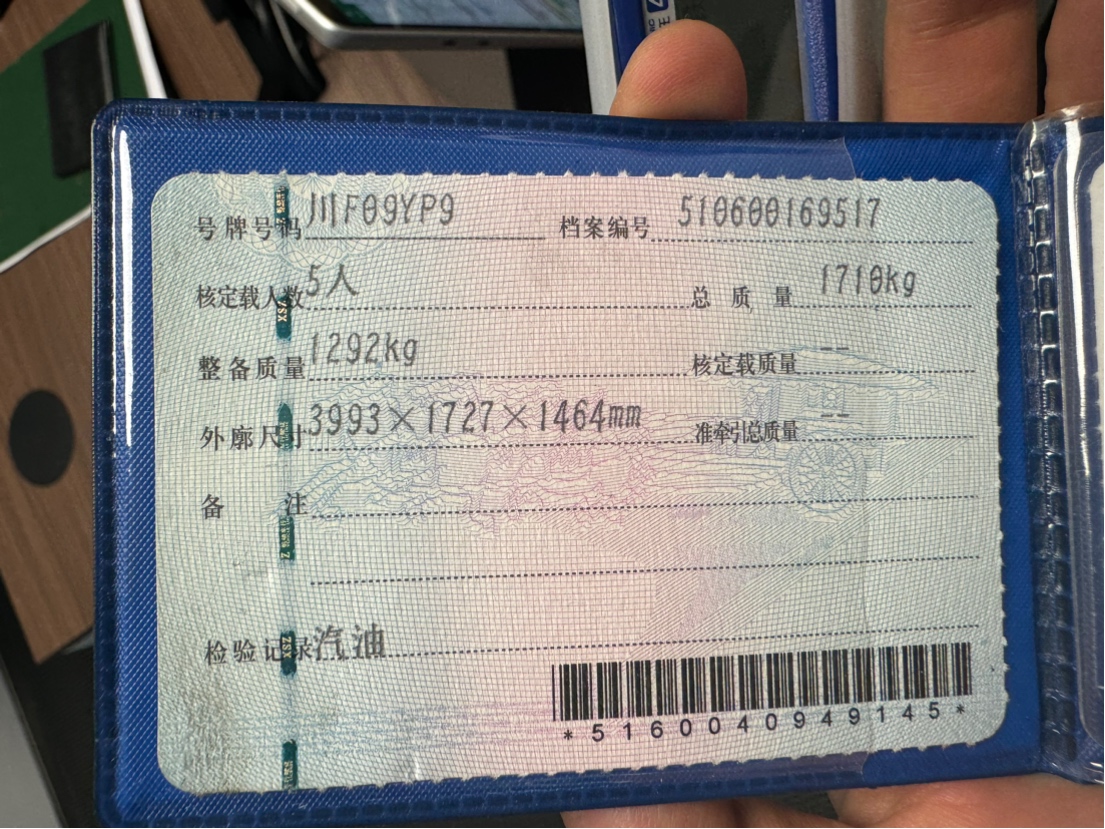 号牌号码 川F09YP9 档案编号 510600169517
核定载人数 5人 总质量 1710kg
整备质量 1292kg 核定载质量 --
外廓尺寸 3993×1727×1464mm 准牵引总质量 --
备注
检验记录 汽油
*5160040949145*